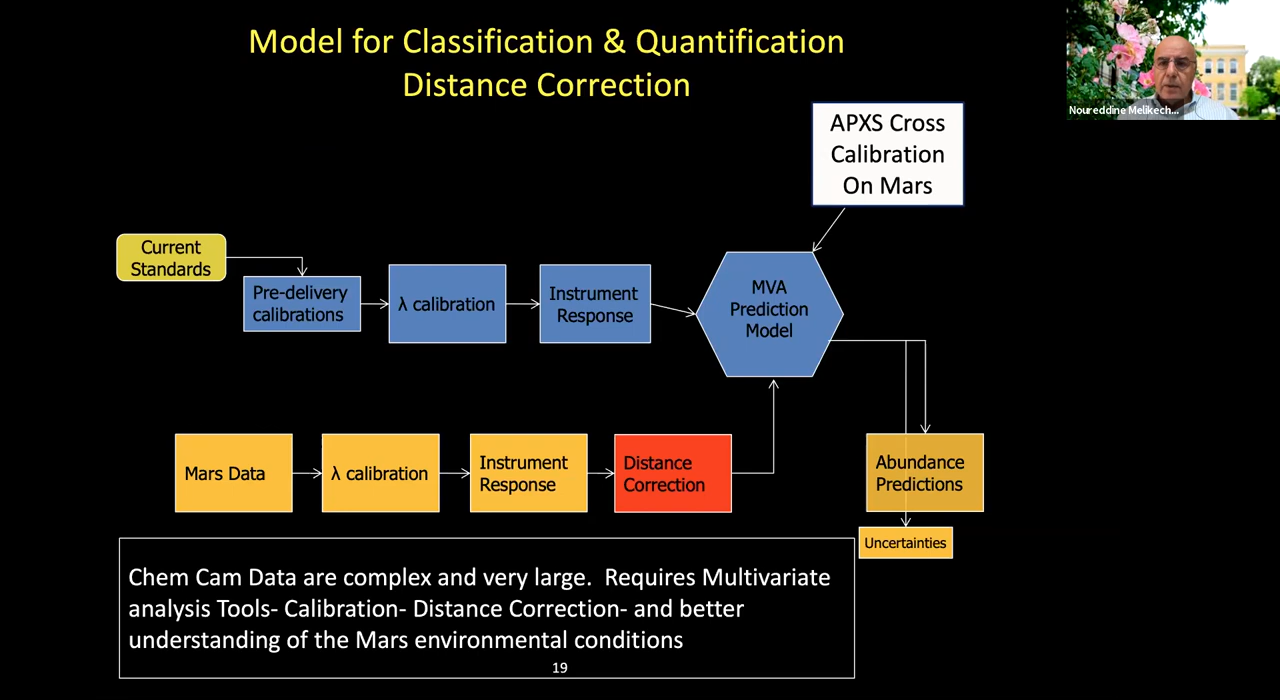 Model for Classification & Quantification
Distance Correction
Noureddine Melikech...
APXS Cross
Calibration
On Mars
Current
Standards
Pre-delivery
calibrations
λ calibration
Instrument
Response
MVA
Prediction
Model
Mars Data
λ calibration
Instrument
Response
Distance
Correction
Abundance
Predictions
Uncertainties
Chem Cam Data are complex and very large. Requires Multivariate
analysis Tools- Calibration- Distance Correction- and better
understanding of the Mars environmental conditions
19